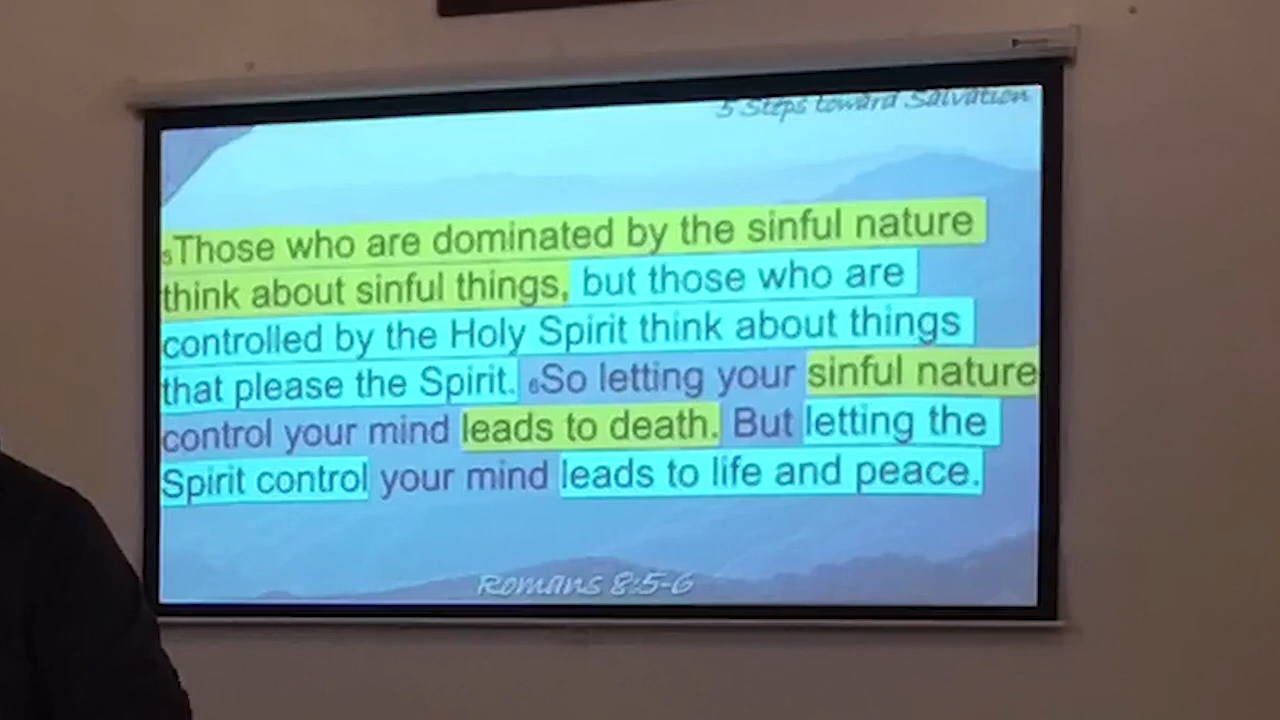 5 Steps toward Salvation
5Those who are dominated by the sinful nature
think about sinful things, but those who are
controlled by the Holy Spirit think about things
that please the Spirit. 6So letting your sinful nature
control your mind leads to death. But letting the
Spirit control your mind leads to life and peace.
Romans 8:5-6